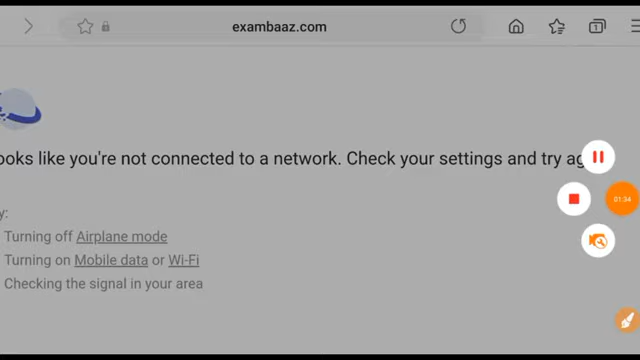 exambaaz.com
1
ooks like you're not connected to a network. Check your settings and try ag
y:
01:34
Turning off Airplane mode
Turning on Mobile data or Wi-Fi
Checking the signal in your area